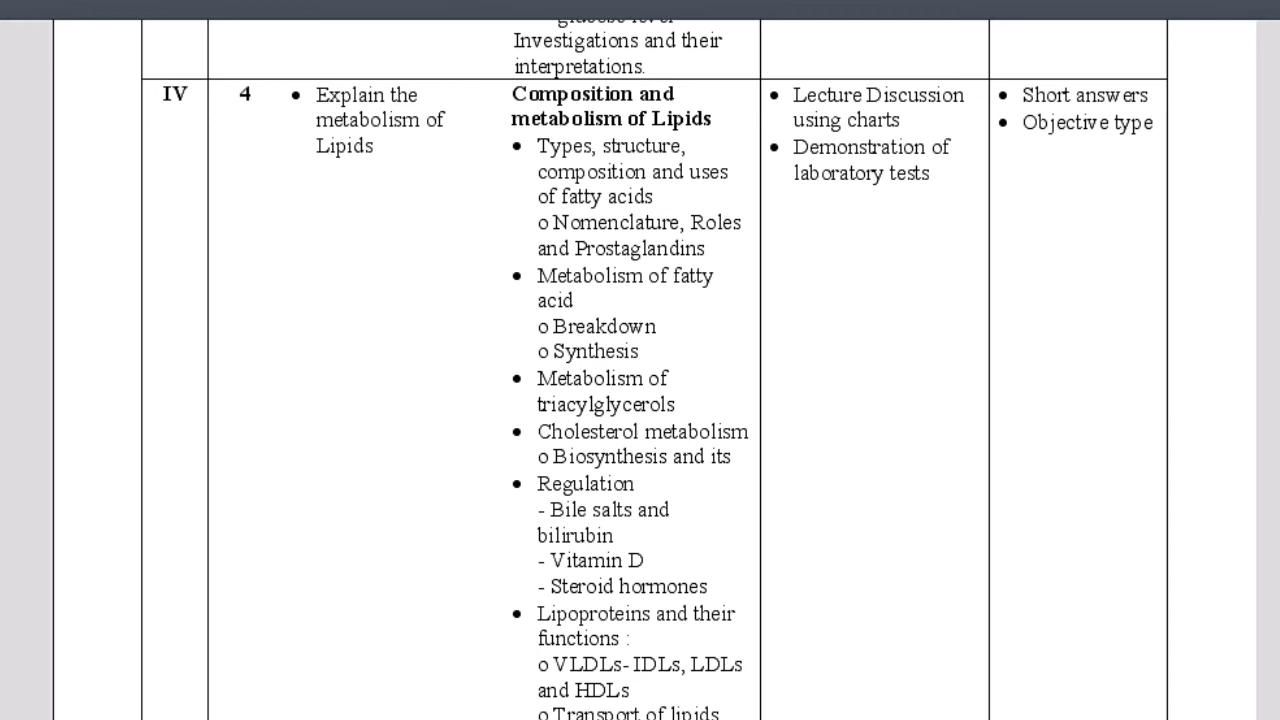 glucose level
Investigations and their
interpretations.
IV
4
• Explain the
metabolism of
Lipids
Composition and
metabolism of Lipids
• Types, structure,
composition and uses
of fatty acids
o Nomenclature, Roles
and Prostaglandins
• Metabolism of fatty
acid
o Breakdown
o Synthesis
• Metabolism of
triacylglycerols
• Cholesterol metabolism
o Biosynthesis and its
• Regulation
- Bile salts and
bilirubin
- Vitamin D
- Steroid hormones
• Lipoproteins and their
functions :
o VLDLs- IDLs, LDLs
and HDLs
o Transport of lipids
• Lecture Discussion
using charts
• Demonstration of
laboratory tests
• Short answers
• Objective type